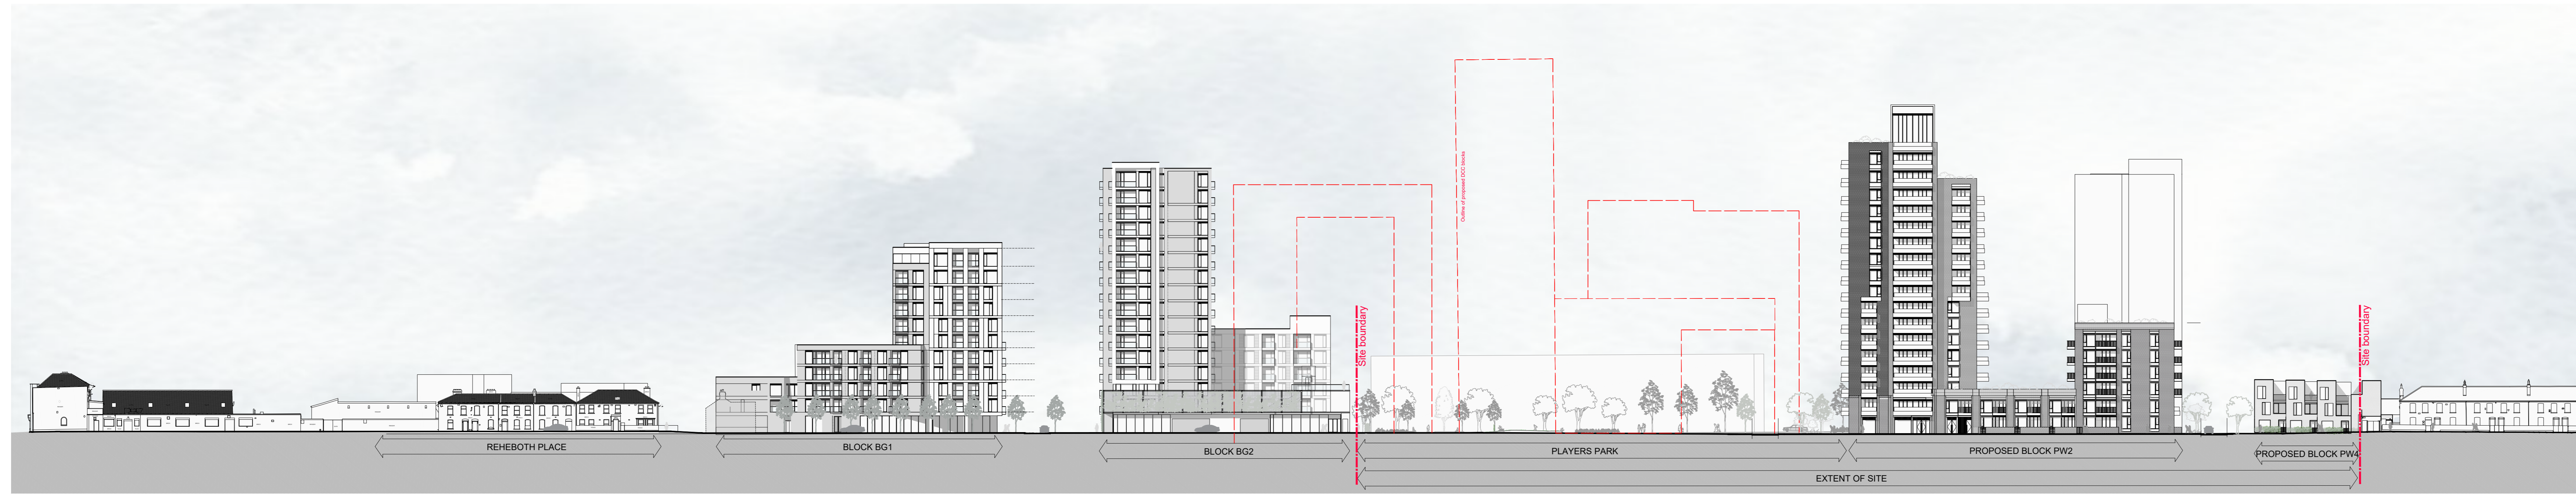 Outline of proposed DCC blocks
Site boundary
Site boundary
REHEBOTH PLACE
BLOCK BG1
BLOCK BG2
PLAYERS PARK
PROPOSED BLOCK PW2
PROPOSED BLOCK PW4
EXTENT OF SITE